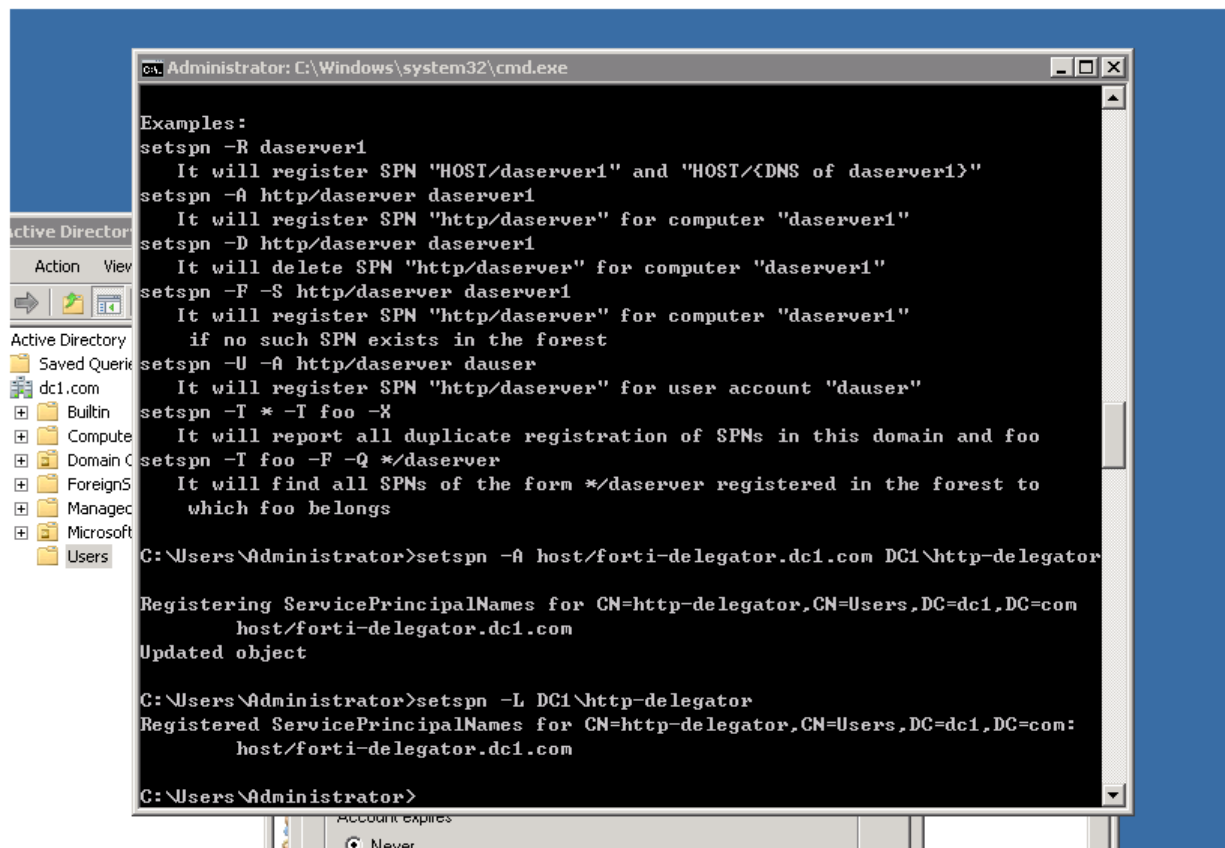 Administrator: C:\Windows\system32\cmd.exe
Examples:
setspn -R daserver1
It will register SPN "HOST/daserver1" and "HOST/{DNS of daserver1}"
setspn -A http/daserver daserver1
It will register SPN "http/daserver" for computer "daserver1"
setspn -D http/daserver daserver1
It will delete SPN "http/daserver" for computer "daserver1"
setspn -F -S http/daserver daserver1
It will register SPN "http/daserver" for computer "daserver1"
if no such SPN exists in the forest
setspn -U -A http/daserver dauser
It will register SPN "http/daserver" for user account "dauser"
setspn -T * -T foo -X
It will report all duplicate registration of SPNs in this domain and foo
setspn -T foo -F -Q */daserver
It will find all SPNs of the form */daserver registered in the forest to
which foo belongs
C:\Users\Administrator>setspn -A host/forti-delegator.dc1.com DC1\http-delegator
Registering ServicePrincipalNames for CN=http-delegator,CN=Users,DC=dc1,DC=com
host/forti-delegator.dc1.com
Updated object
C:\Users\Administrator>setspn -L DC1\http-delegator
Registered ServicePrincipalNames for CN=http-delegator,CN=Users,DC=dc1,DC=com:
host/forti-delegator.dc1.com
C:\Users\Administrator>
ctive Director
Action View
Active Directory
Saved Querie
dc1.com
Builtin
Compute
Domain C
ForeignS
Managed
Microsoft
Users
Account expires
Never